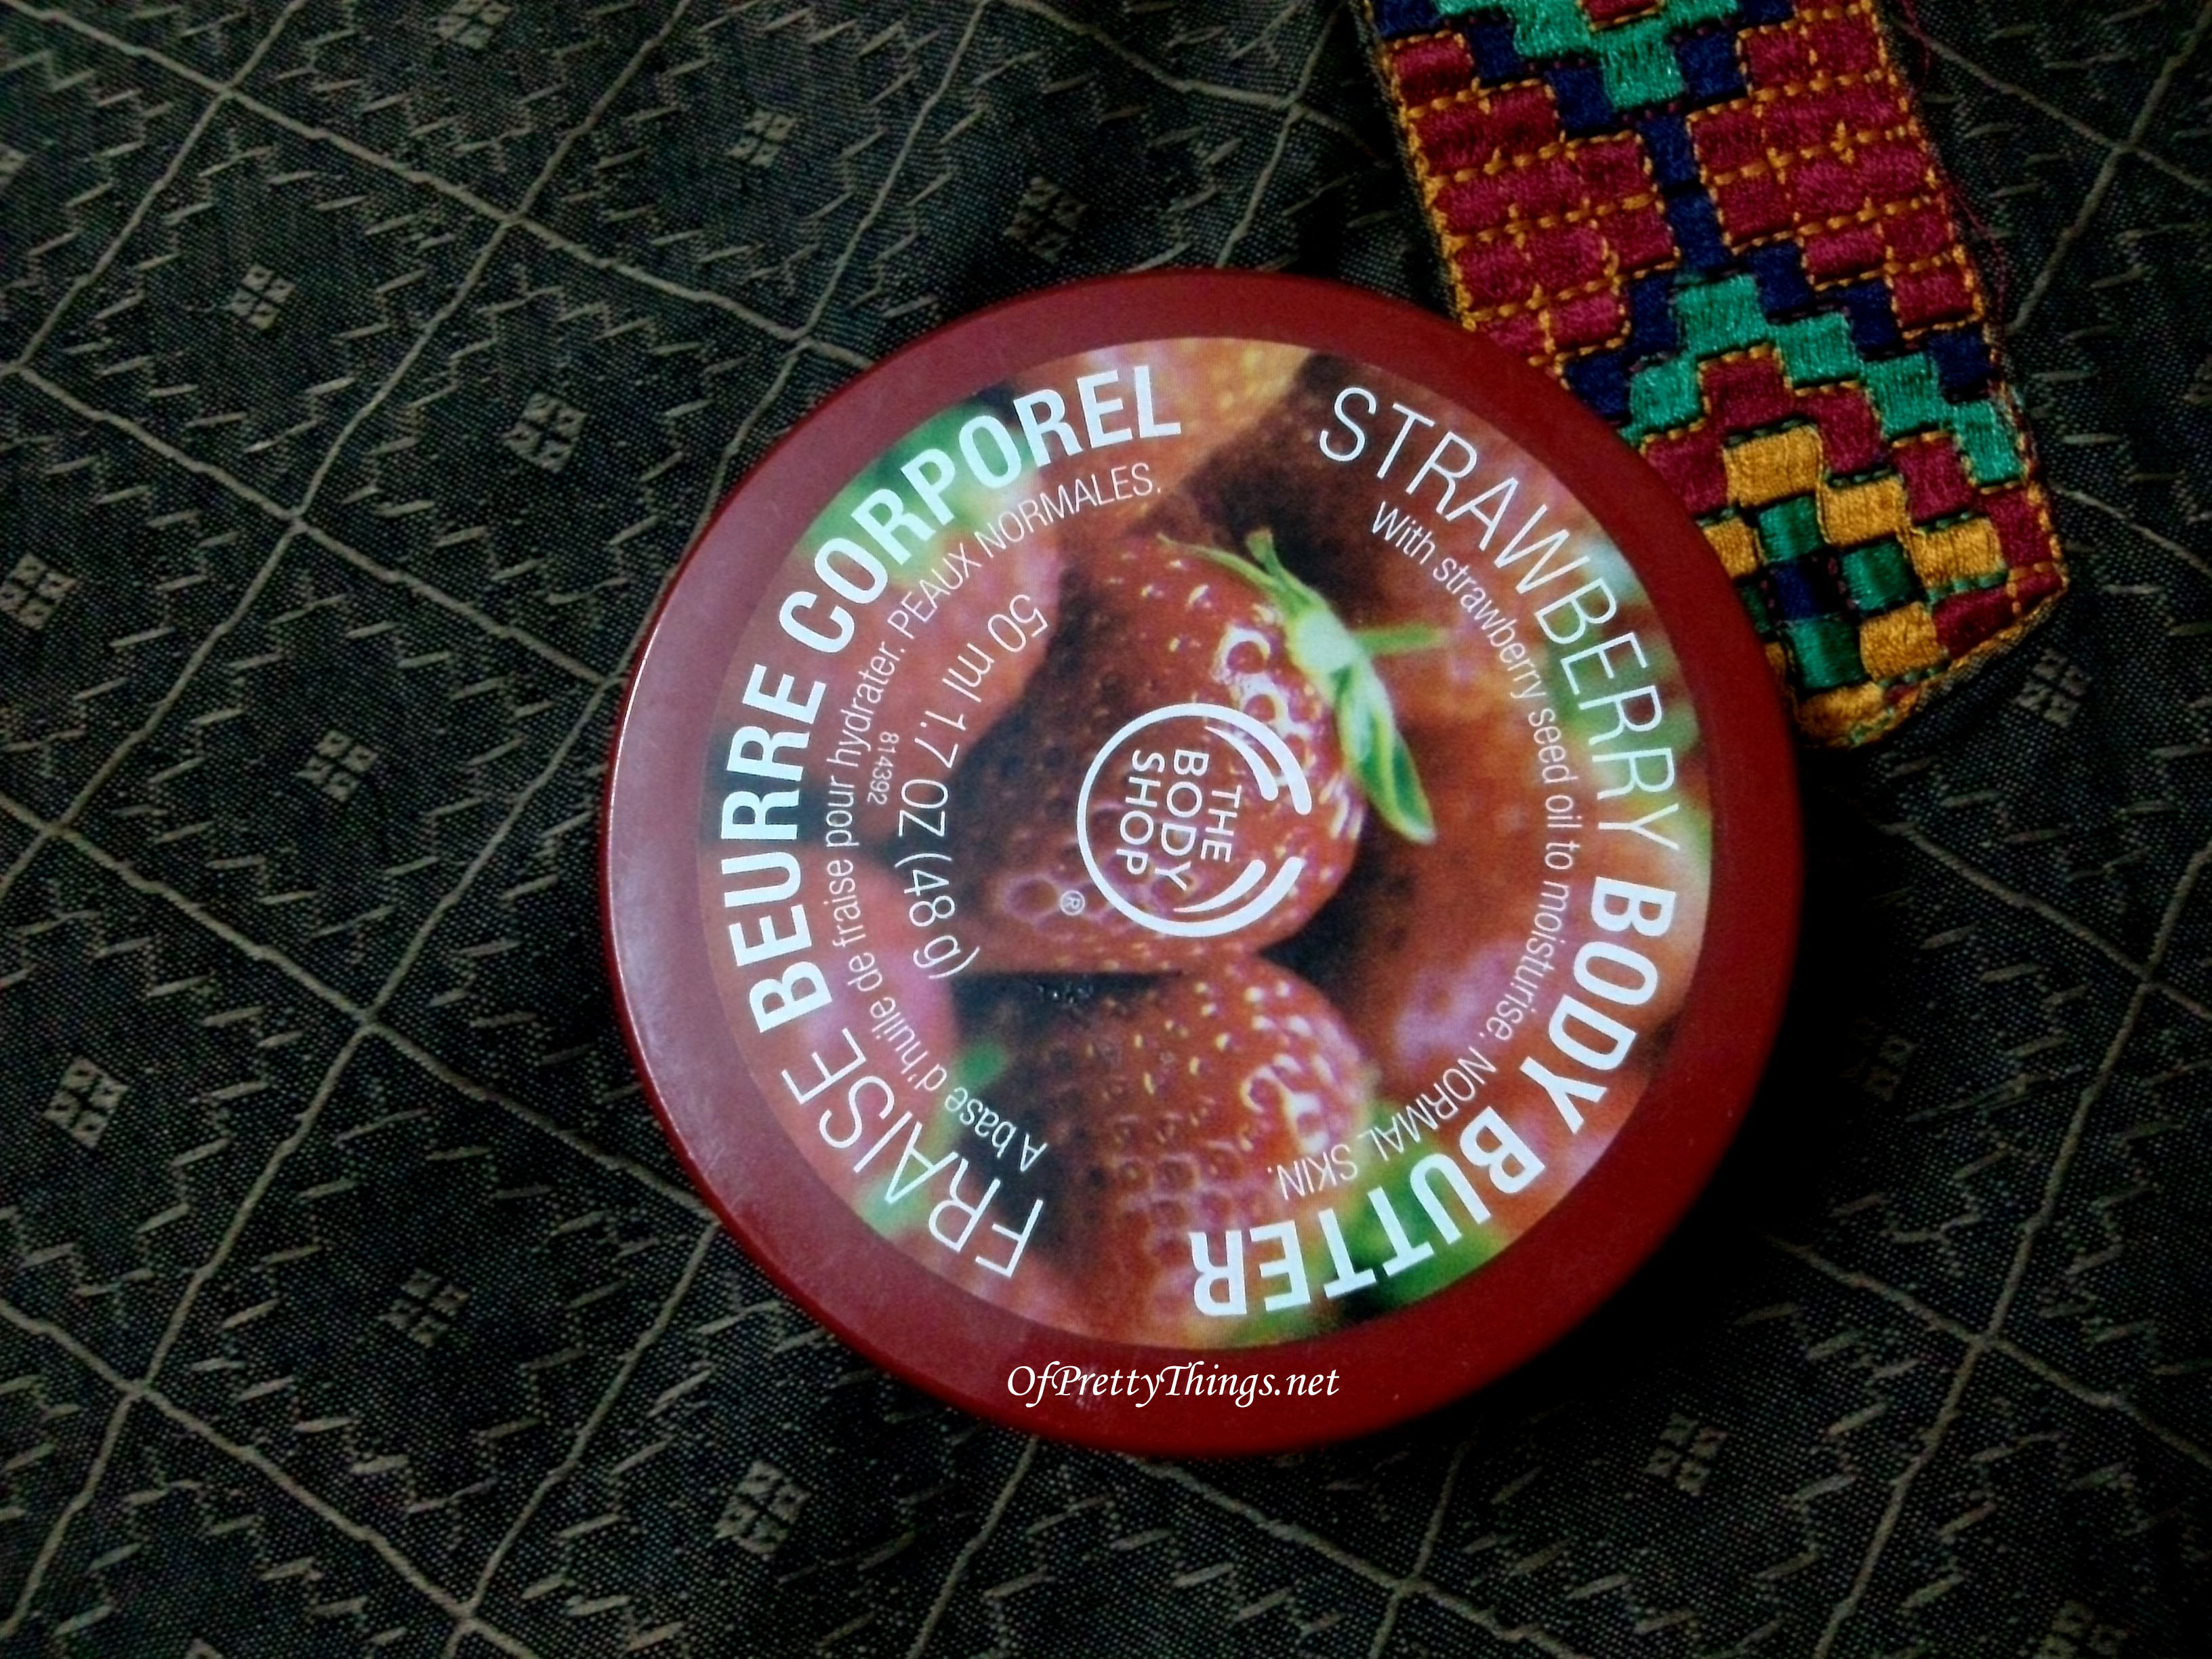 STRAWBERRY BODY BUTTER
With strawberry seed oil to moisturise. NORMAL SKIN.
THE
BODY
SHOP
®
50 ml 1.7 OZ (48.4 g)
814392
A base d'huile de fraise pour hydrater. PEAUX NORMALES.
FRAISE BEURRE CORPOREL
OfPrettyThings.net